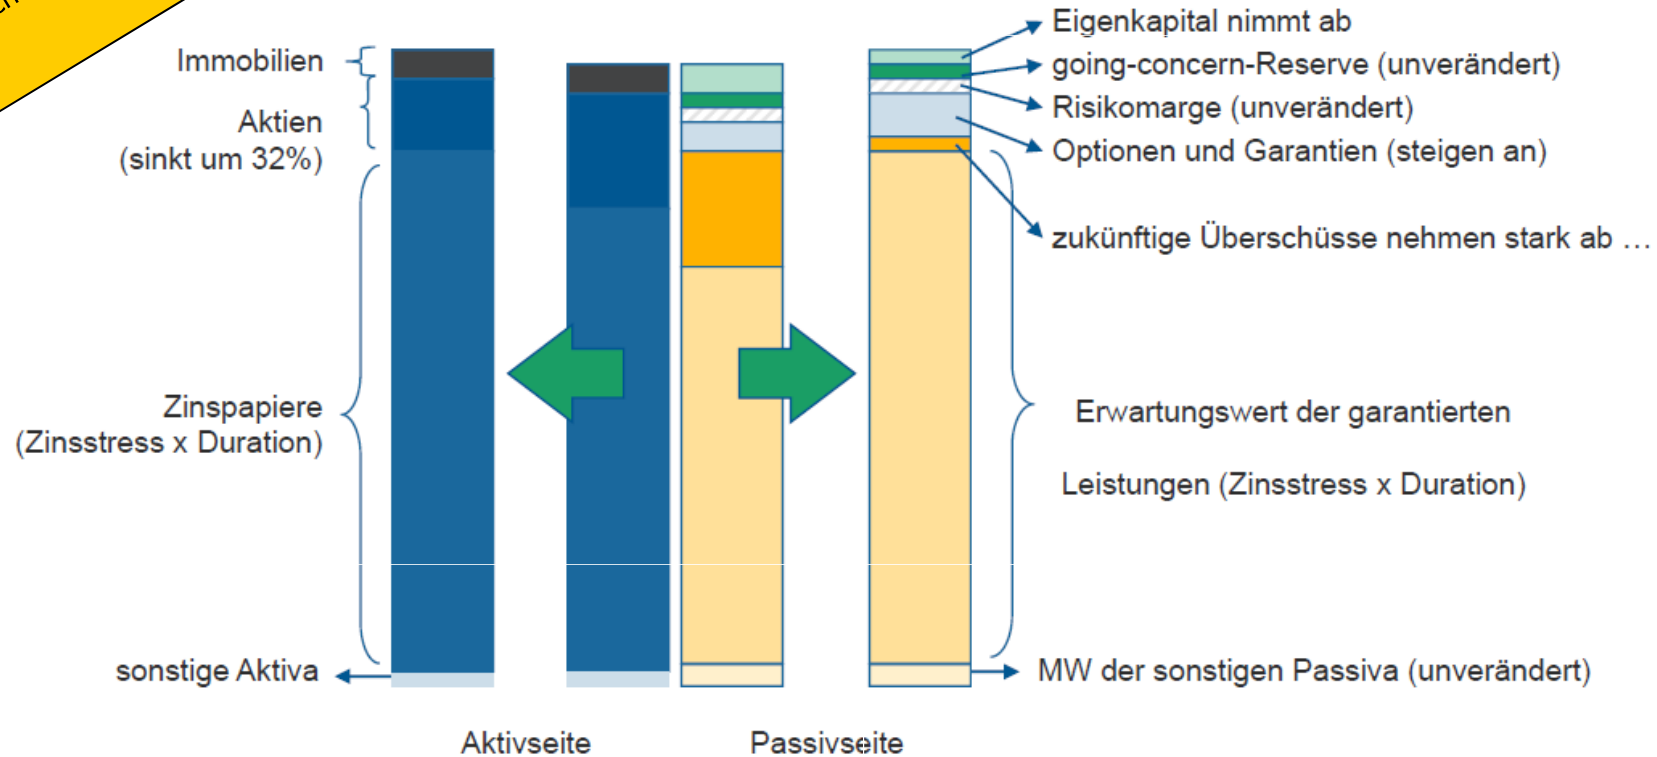 Eigenkapital nimmt ab
Immobilien
going-concern-Reserve (unverändert)
Risikomarge (unverändert)
Aktien
(sinkt um 32%)
Optionen und Garantien (steigen an)
zukünftige Überschüsse nehmen stark ab …
Zinspapiere
(Zinsstress x Duration)
Erwartungswert der garantierten
Leistungen (Zinsstress x Duration)
sonstige Aktiva
MW der sonstigen Passiva (unverändert)
Aktivseite
Passivseite